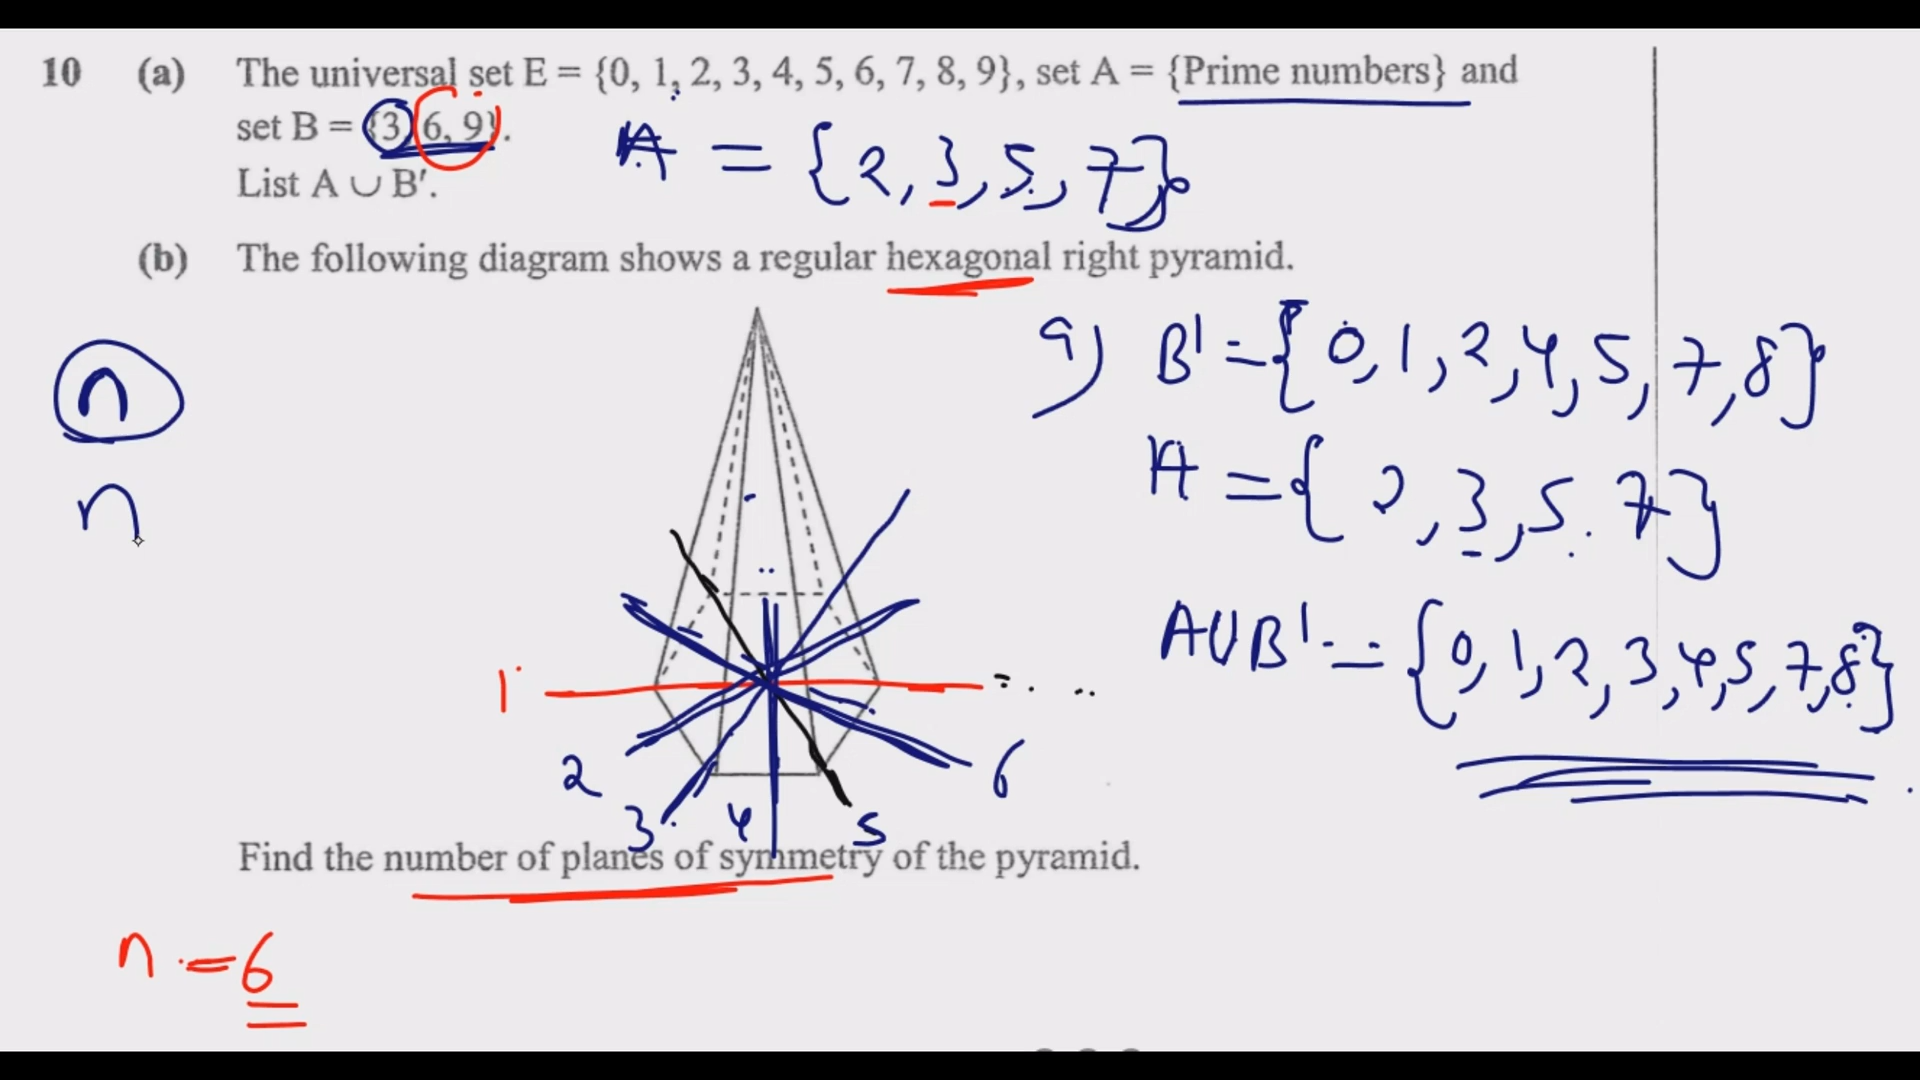 10 (a) The universal set E = {0, 1, 2, 3, 4, 5, 6, 7, 8, 9}, set A = {Prime numbers} and
set B = {3, 6, 9}.
A = {2, 3, 5, 7}
List A ∪ B′.
(b) The following diagram shows a regular hexagonal right pyramid.
a) B' = {0, 1, 2, 4, 5, 7, 8}
n
A = {2, 3, 5. 7}
n
A∪B' = {0, 1, 2, 3, 4, 5, 7, 8}
1
2
3
4
5
6
Find the number of planes of symmetry of the pyramid.
n = 6